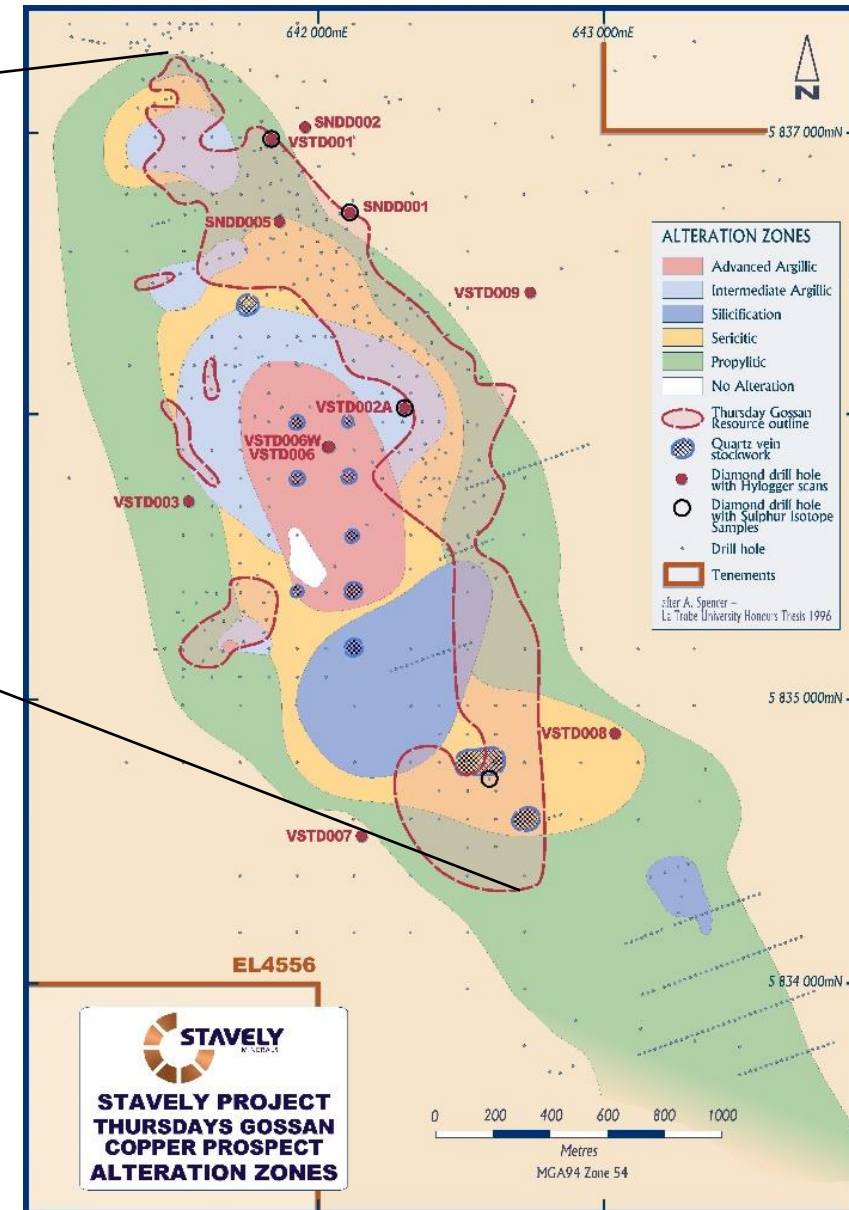 642 000mE
643 000mE
N
SNDD002
5 837 000mN
VSTD001
SNDD001
SNDD005
ALTERATION ZONES
Advanced Argillic
VSTD009
Intermediate Argillic
Silicification
Sericitic
Propylitic
No Alteration
VSTD002A
Thursday Gossan
Resource outline
VSTD006W
VSTD006
Quartz vein
stockwork
Diamond drill hole
with Hylogger scans
VSTD003
Diamond drill hole
with Sulphur Isotope
Samples
Drill hole
Tenements
after A. Spencer –
La Trobe University Honours Thesis 1996
5 835 000mN
VSTD008
VSTD007
EL4556
5 834 000mN
STAVELY
MINERALS
STAVELY PROJECT
THURSDAYS GOSSAN
COPPER PROSPECT
ALTERATION ZONES
0 200 400 600 800 1000
Metres
MGA94 Zone 54